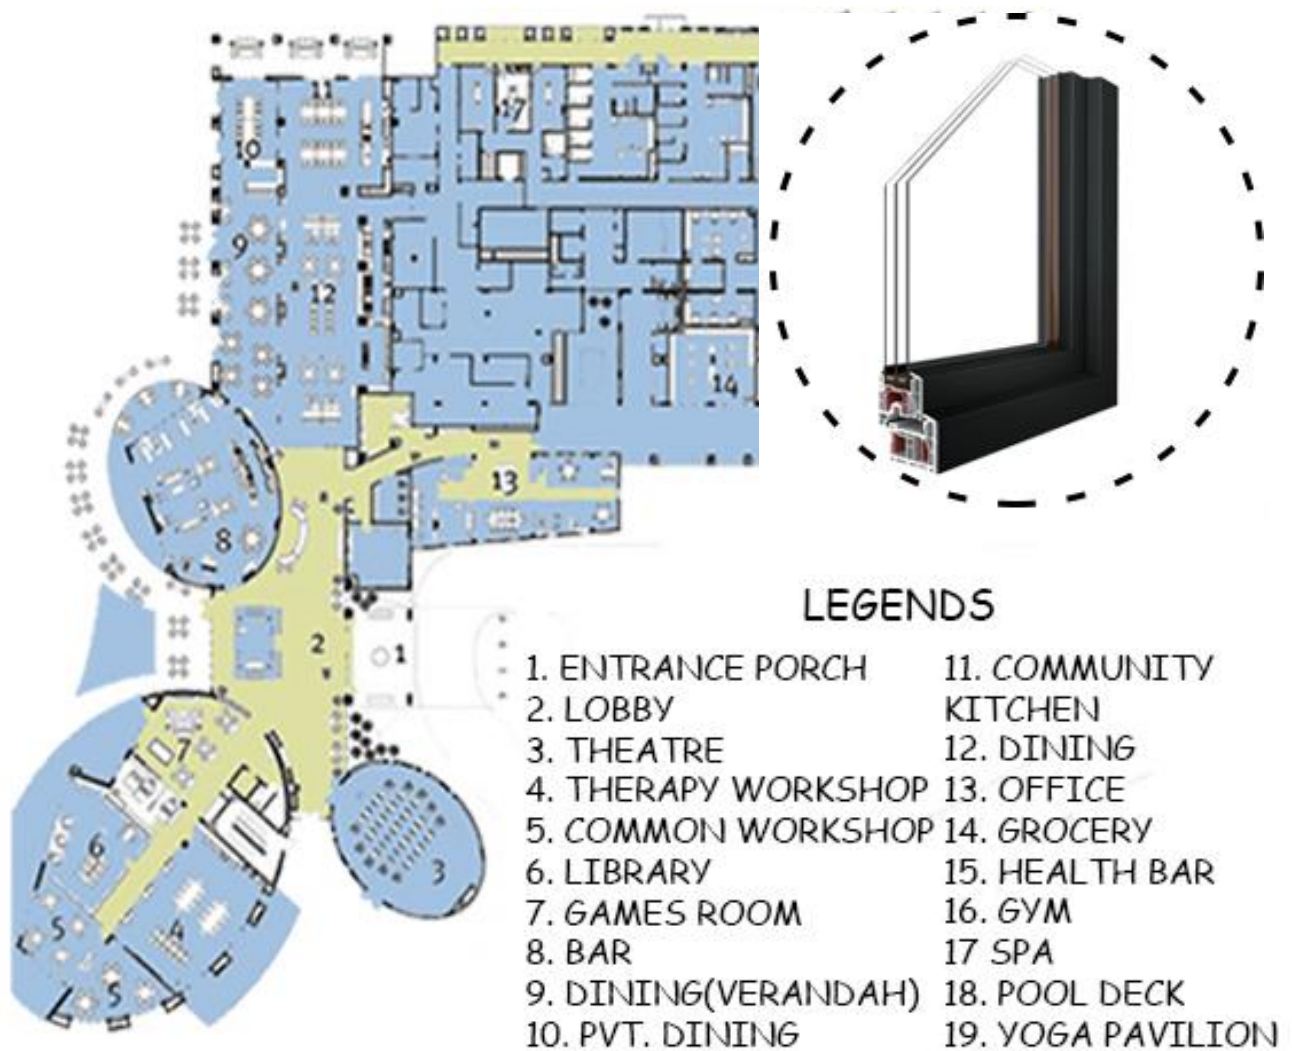 17
10
9
12
14
13
8
2
1
7
6
3
5
4
5
LEGENDS
1. ENTRANCE PORCH
2. LOBBY
3. THEATRE
4. THERAPY WORKSHOP
5. COMMON WORKSHOP
6. LIBRARY
7. GAMES ROOM
8. BAR
9. DINING(VERANDAH)
10. PVT. DINING
11. COMMUNITY
KITCHEN
12. DINING
13. OFFICE
14. GROCERY
15. HEALTH BAR
16. GYM
17 SPA
18. POOL DECK
19. YOGA PAVILION